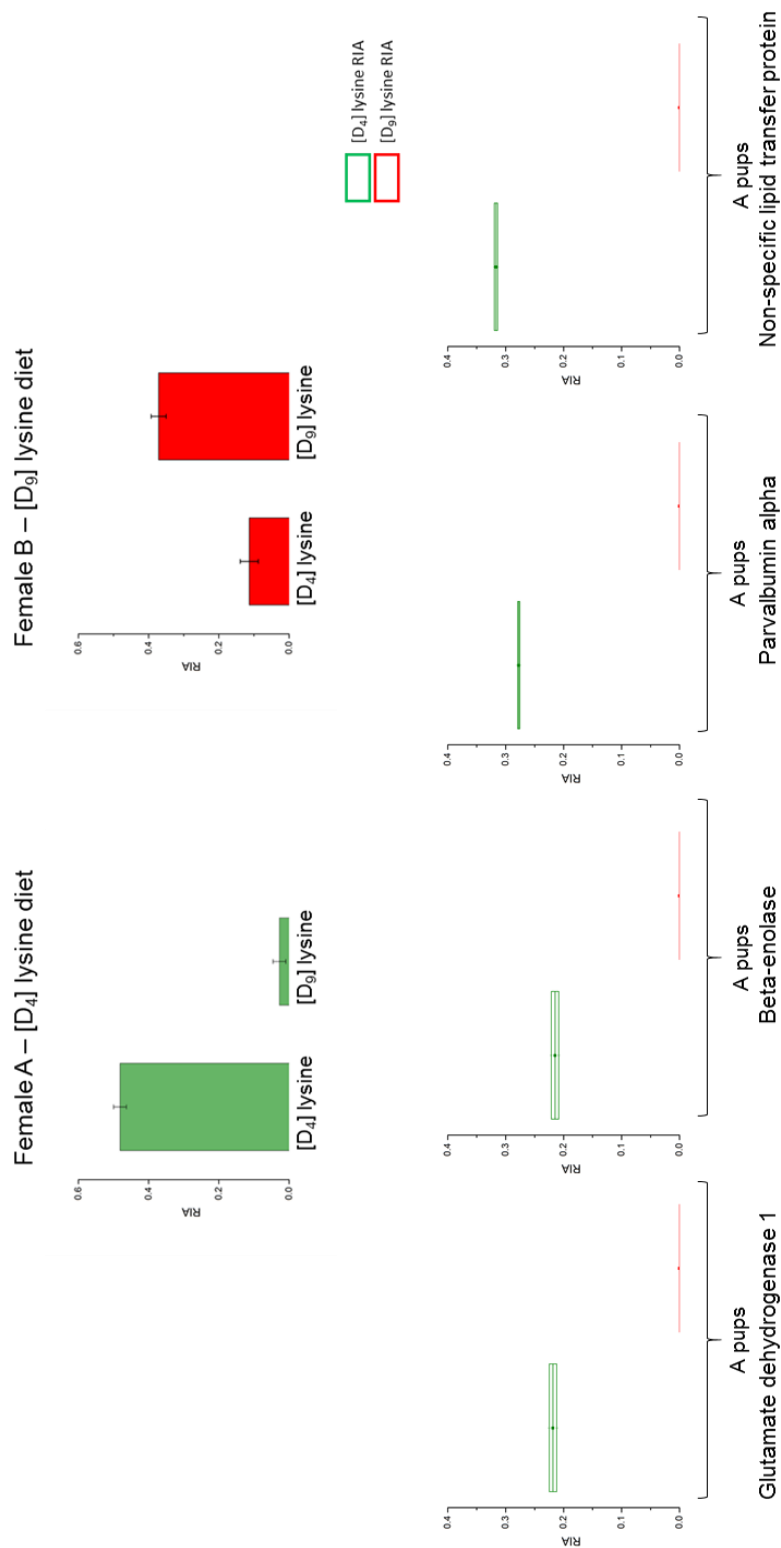 Female A – [D₄] lysine diet
0.6
0.4
0.2
0.0
RIA
[D₄] lysine
[D₉] lysine
Female B – [D₉] lysine diet
0.6
0.4
0.2
0.0
RIA
[D₄] lysine
[D₉] lysine
[D₄] lysine RIA
[D₉] lysine RIA
0.4
0.3
0.2
0.1
0.0
RIA
A pups
Glutamate dehydrogenase 1
0.4
0.3
0.2
0.1
0.0
RIA
A pups
Beta-enolase
0.4
0.3
0.2
0.1
0.0
RIA
A pups
Parvalbumin alpha
0.4
0.3
0.2
0.1
0.0
RIA
A pups
Non-specific lipid transfer protein